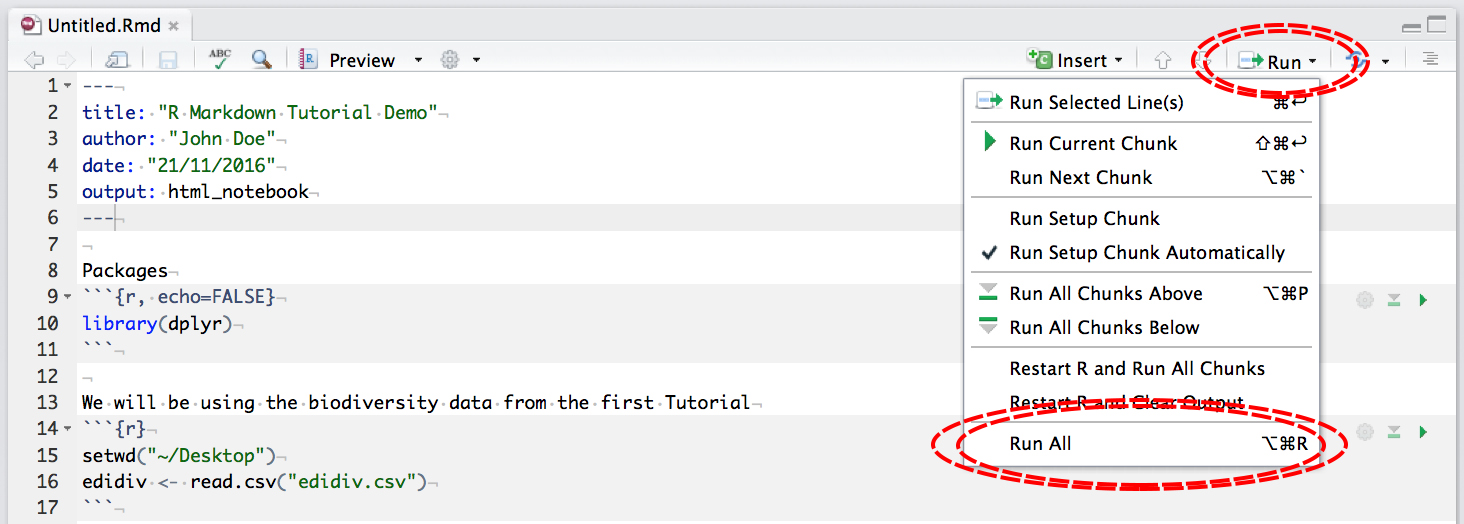 Untitled.Rmd
ABC
Preview
Insert
Run
1 ---
2 title: "R Markdown Tutorial Demo"
3 author: "John Doe"
4 date: "21/11/2016"
5 output: html_notebook
6 ---
7
8 Packages
9 ```{r, echo=FALSE}
10 library(dplyr)
11 ```
12
13 We will be using the biodiversity data from the first Tutorial
14 ```{r}
15 setwd("~/Desktop")
16 edidiv <- read.csv("edidiv.csv")
17 ```
Run Selected Line(s) ⌘↩
Run Current Chunk ⇧⌘↩
Run Next Chunk ⌥⌘`
Run Setup Chunk
Run Setup Chunk Automatically
Run All Chunks Above ⌥⌘P
Run All Chunks Below
Restart R and Run All Chunks
Restart R and Clear Output
Run All ⌥⌘R